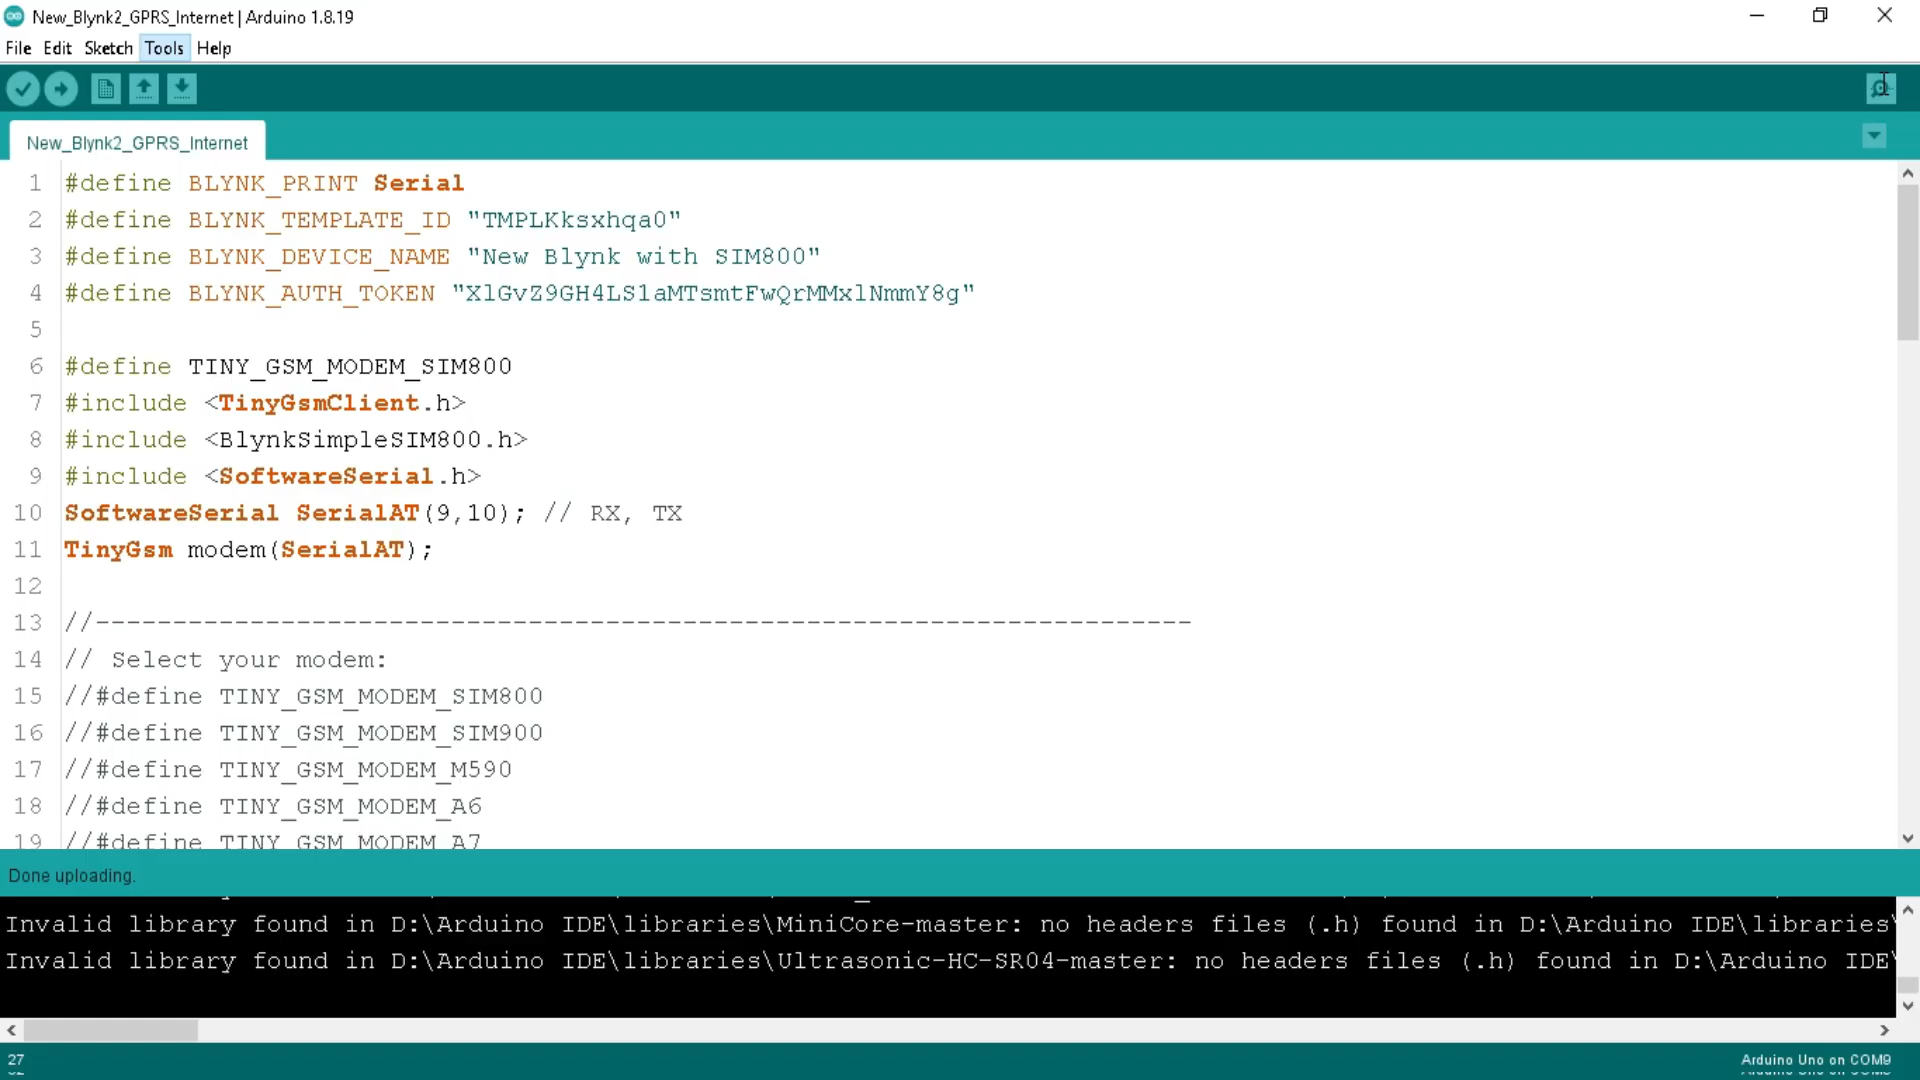 New_Blynk2_GPRS_Internet | Arduino 1.8.19
File Edit Sketch Tools Help
New_Blynk2_GPRS_Internet
1 #define BLYNK_PRINT Serial
2 #define BLYNK_TEMPLATE_ID "TMPLKksxhqa0"
3 #define BLYNK_DEVICE_NAME "New Blynk with SIM800"
4 #define BLYNK_AUTH_TOKEN "XlGvZ9GH4LS1aMTsmtFwQrMMxlNmmY8g"
5
6 #define TINY_GSM_MODEM_SIM800
7 #include <TinyGsmClient.h>
8 #include <BlynkSimpleSIM800.h>
9 #include <SoftwareSerial.h>
10 SoftwareSerial SerialAT(9,10); // RX, TX
11 TinyGsm modem(SerialAT);
12
13 //-----------------------------------------------------------------------
14 // Select your modem:
15 //#define TINY_GSM_MODEM_SIM800
16 //#define TINY_GSM_MODEM_SIM900
17 //#define TINY_GSM_MODEM_M590
18 //#define TINY_GSM_MODEM_A6
19 //#define TINY_GSM_MODEM_A7
Done uploading.
Invalid library found in D:\Arduino IDE\libraries\MiniCore-master: no headers files (.h) found in D:\Arduino IDE\libraries\
Invalid library found in D:\Arduino IDE\libraries\Ultrasonic-HC-SR04-master: no headers files (.h) found in D:\Arduino IDE\
27
Arduino Uno on COM9